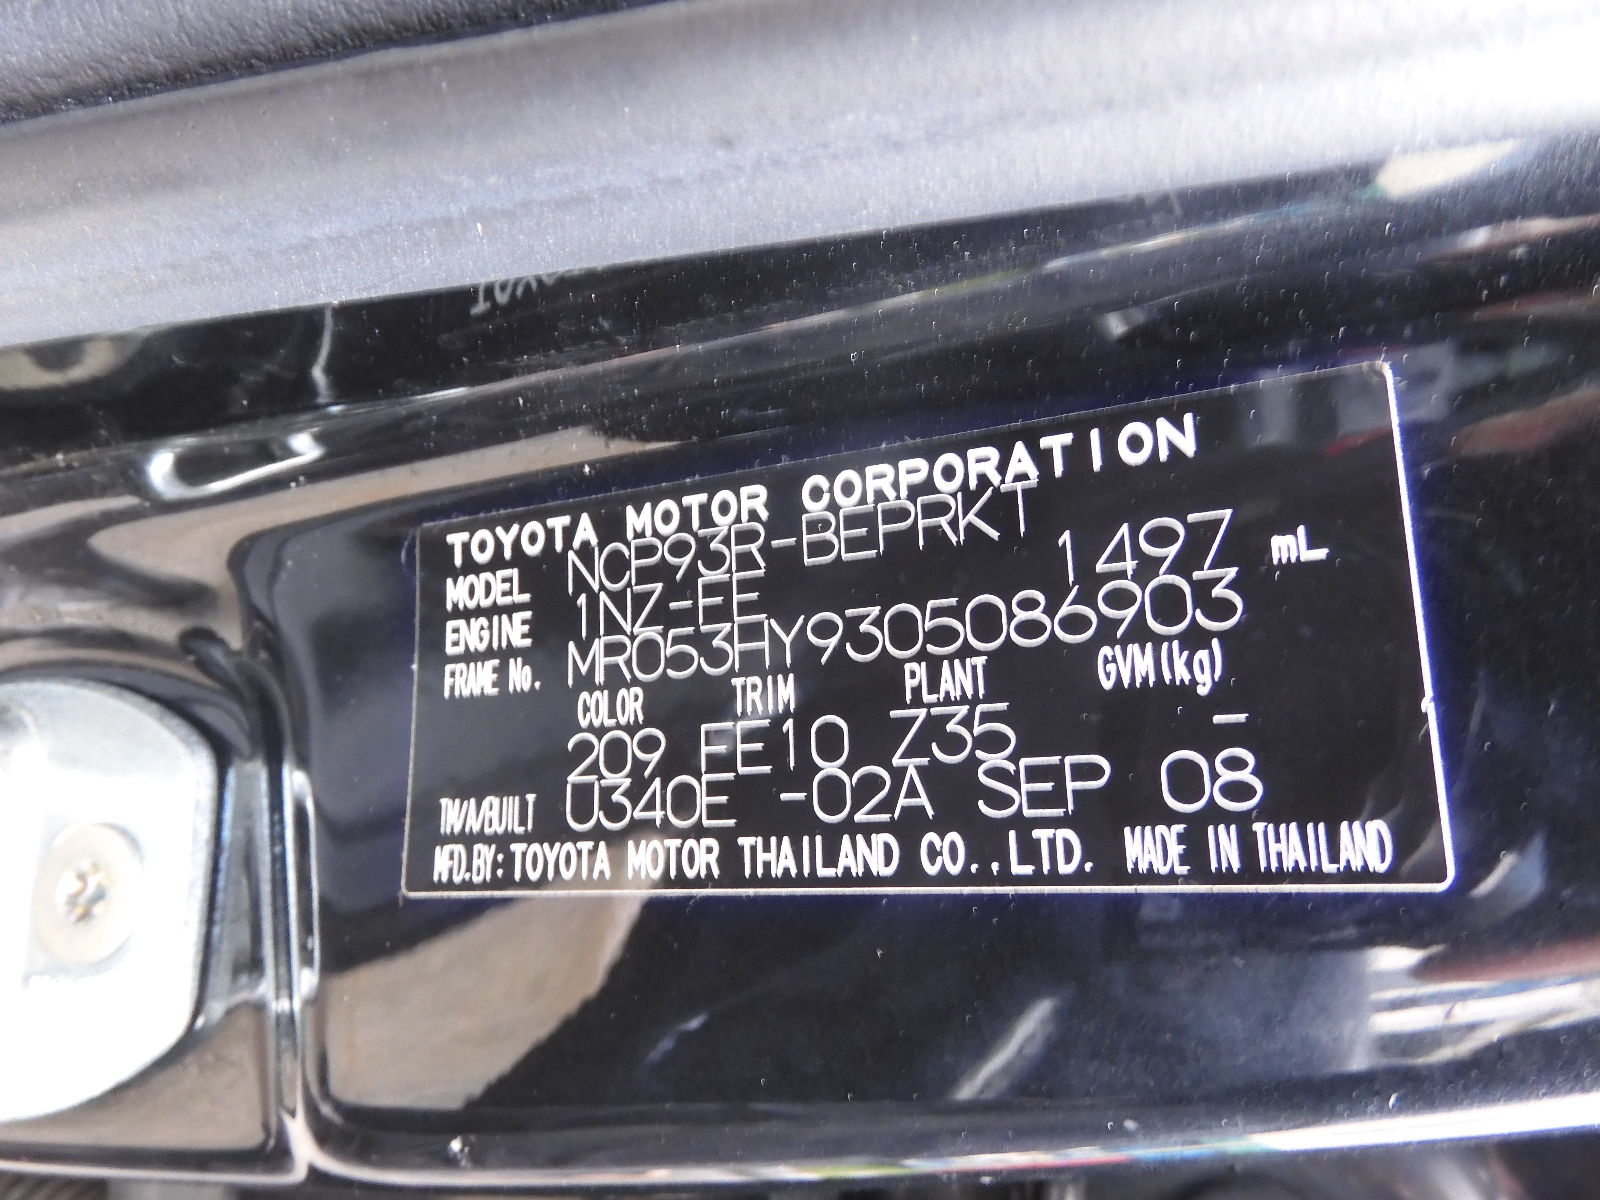 TOYOTA MOTOR CORPORATION
MODEL NCP93R-BEPRKT
ENGINE 1NZ-FE 1497 mL
FRAME No. MR053HY9305086903
COLOR TRIM PLANT GVM(kg)
209 FE10 Z35 -
TM/A/BUILT U340E -02A SEP 08
MFD.BY:TOYOTA MOTOR THAILAND CO.,LTD. MADE IN THAILAND